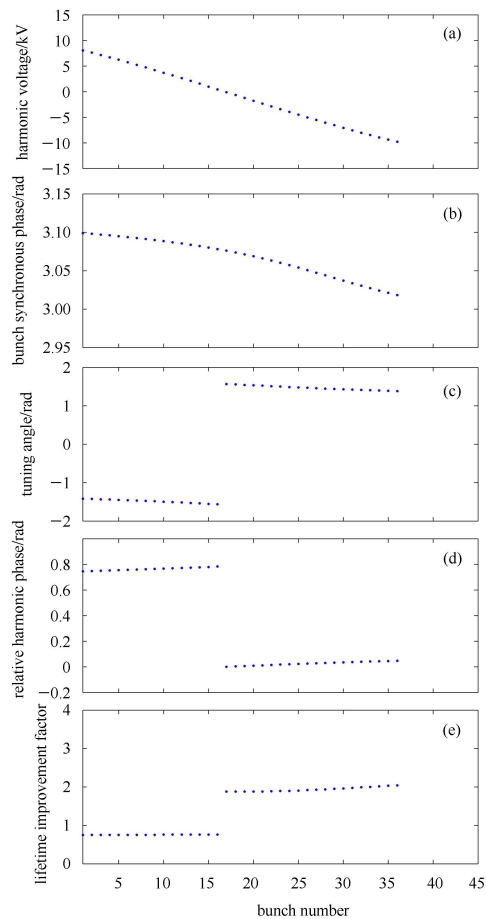 harmonic voltage/kV
15
10
5
0
−5
−10
−15
(a)
bunch synchronous phase/rad
3.15
3.10
3.05
3.00
2.95
(b)
tuning angle/rad
2
1
0
−1
−2
(c)
relative harmonic phase/rad
0.8
0.6
0.4
0.2
0
−0.2
(d)
lifetime improvement factor
4
3
2
1
0
(e)
5 10 15 20 25 30 35 40 45
bunch number